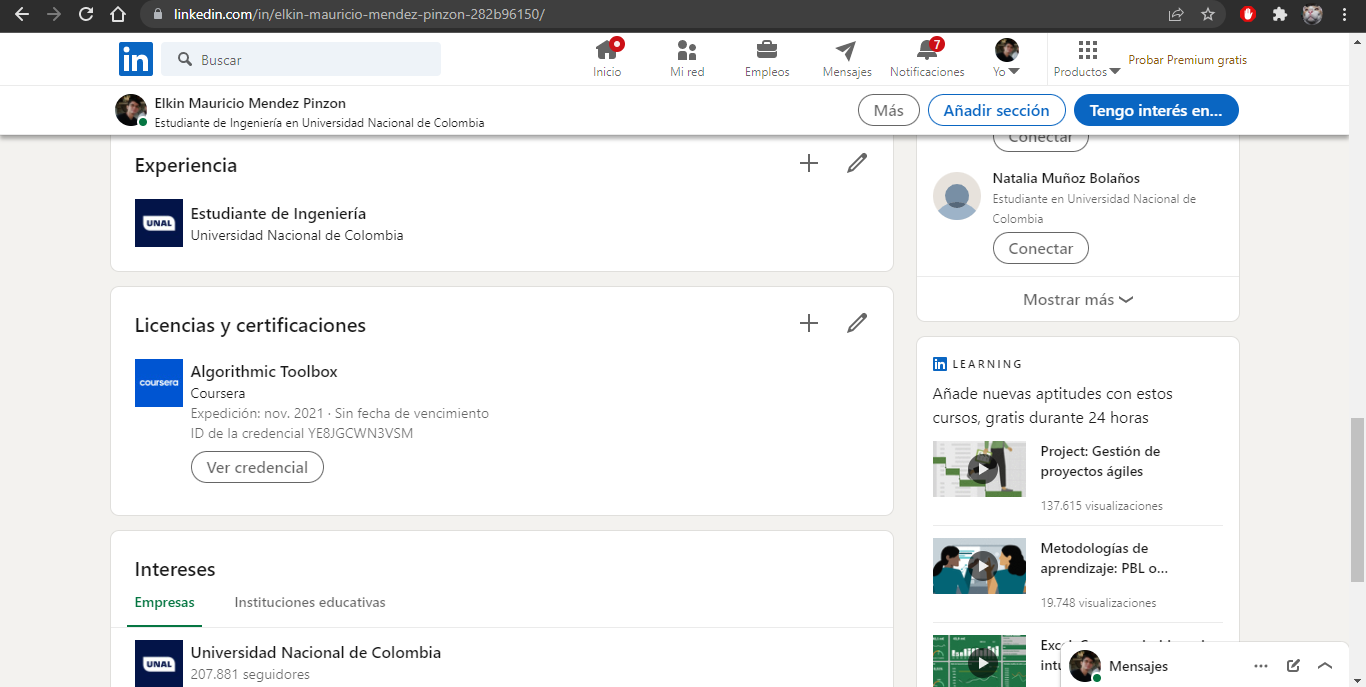 linkedin.com/in/elkin-mauricio-mendez-pinzon-282b96150/
in
Buscar
Inicio
Mi red
Empleos
Mensajes
7
Notificaciones
Yo
Productos
Probar Premium gratis
Elkin Mauricio Mendez Pinzon
Estudiante de Ingeniería en Universidad Nacional de Colombia
Más
Añadir sección
Tengo interés en...
Experiencia
UNAL
Estudiante de Ingeniería
Universidad Nacional de Colombia
Licencias y certificaciones
coursera
Algorithmic Toolbox
Coursera
Expedición: nov. 2021 · Sin fecha de vencimiento
ID de la credencial YE8JGCWN3VSM
Ver credencial
Intereses
Empresas
Instituciones educativas
UNAL
Universidad Nacional de Colombia
207.881 seguidores
Conectar
Natalia Muñoz Bolaños
Estudiante en Universidad Nacional de
Colombia
Conectar
Mostrar más
in LEARNING
Añade nuevas aptitudes con estos
cursos, gratis durante 24 horas
Project: Gestión de
proyectos ágiles
137.615 visualizaciones
Metodologías de
aprendizaje: PBL o...
19.748 visualizaciones
Mensajes